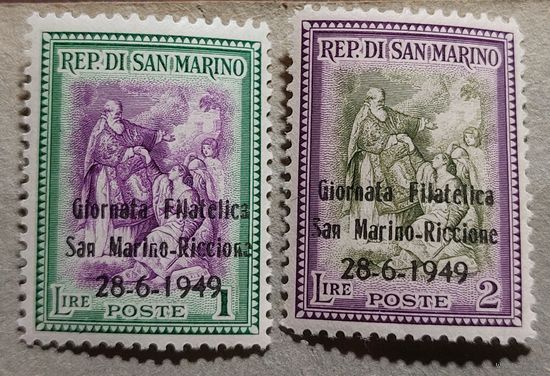 REP. DI SAN MARINO
Giornata Filatelica
San Marino-Riccione
28-6-1949
LIRE POSTE 1
REP. DI SAN MARINO
Giornata Filatelica
San Marino-Riccione
28-6-1949
LIRE POSTE 2